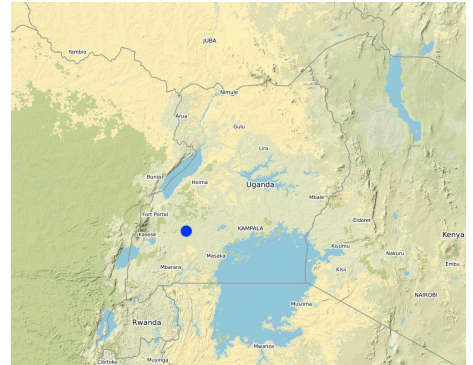 JUBA
Yambio
Nimule
Arua
Gulu
Lira
Bunia
Hoima
Uganda
Mbale
Fort Portal
Eldoret
Kasese
KAMPALA
Kisumu
Kenya
Masaka
Nakuru
Mbarara
Kisii
Embu
NAIROBI
Musoma
Rwanda
Mwanza
Cibitoke
Muyinga